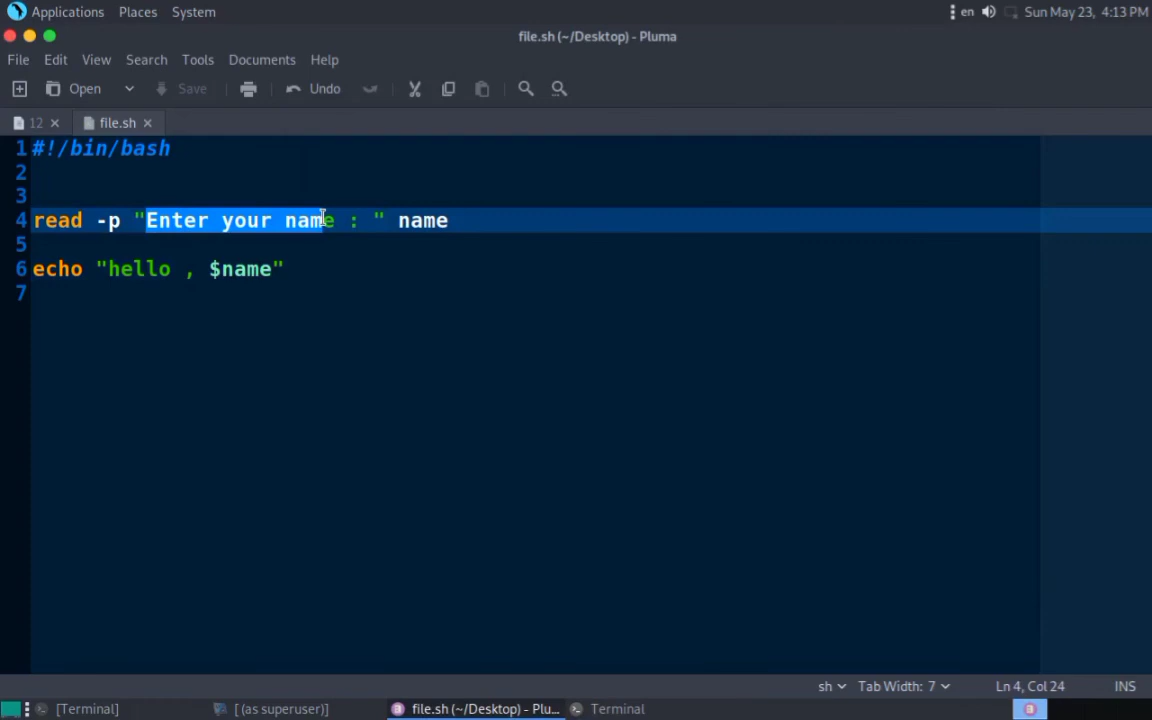 Applications Places System en Sun May 23, 4:13 PM
file.sh (~/Desktop) - Pluma
File Edit View Search Tools Documents Help
Open Save Undo
12 file.sh
1 #!/bin/bash
2
3
4 read -p "Enter your name : " name
5
6 echo "hello , $name"
7
sh Tab Width: 7 Ln 4, Col 24 INS
[Terminal] [ (as superuser)] file.sh (~/Desktop) - Plu... Terminal